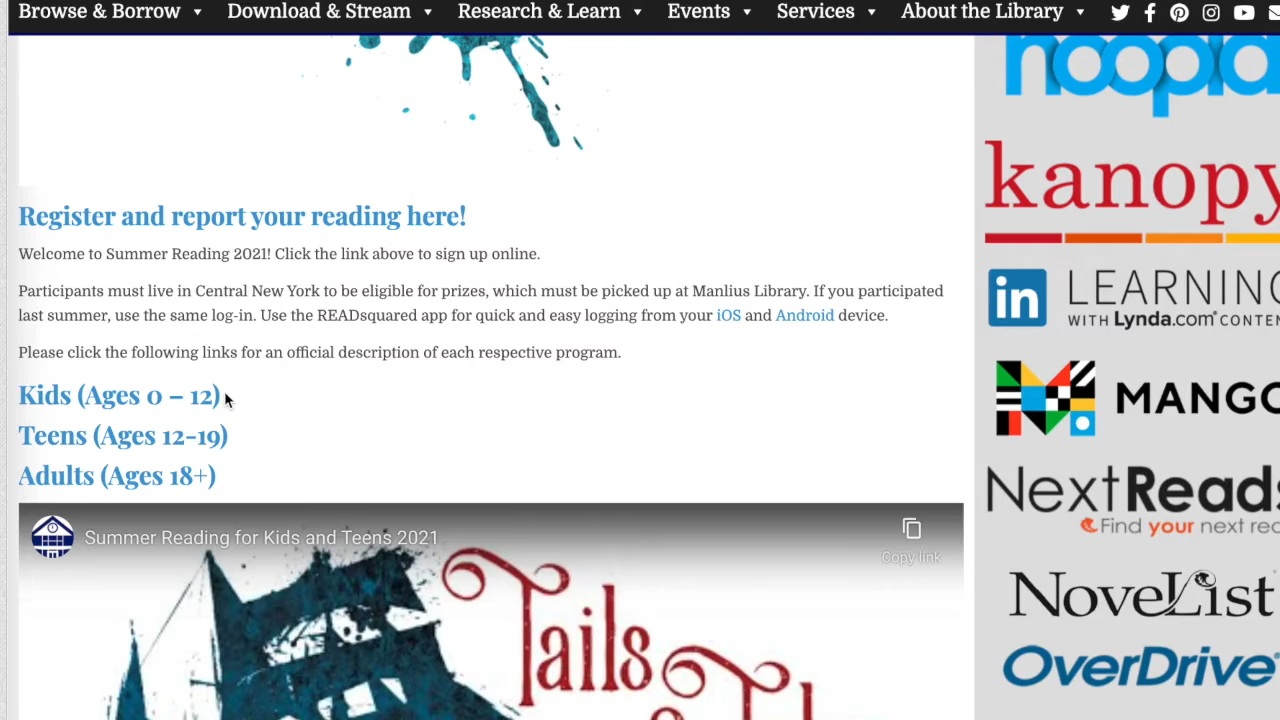 Browse & Borrow Download & Stream Research & Learn Events Services About the Library
hoopla
kanopy
Register and report your reading here!
Welcome to Summer Reading 2021! Click the link above to sign up online.
Participants must live in Central New York to be eligible for prizes, which must be picked up at Manlius Library. If you participated
last summer, use the same log-in. Use the READsquared app for quick and easy logging from your iOS and Android device.
Please click the following links for an official description of each respective program.
Kids (Ages 0 – 12)
Teens (Ages 12-19)
Adults (Ages 18+)
in LEARNING
WITH Lynda.com® CONTEN
MANGO
NextReads
Find your next rea
NoveList
OverDrive
Summer Reading for Kids and Teens 2021
Copy link
Tails